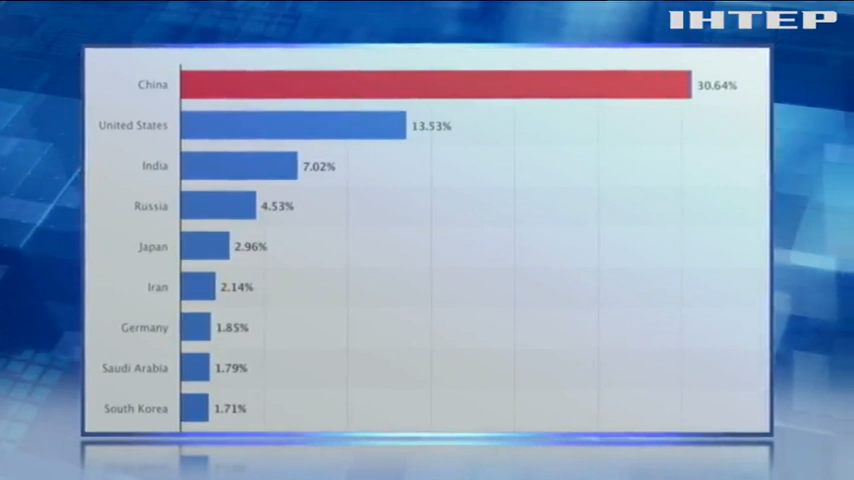 ІНТЕР
China 30.64%
United States 13.53%
India 7.02%
Russia 4.53%
Japan 2.96%
Iran 2.14%
Germany 1.85%
Saudi Arabia 1.79%
South Korea 1.71%